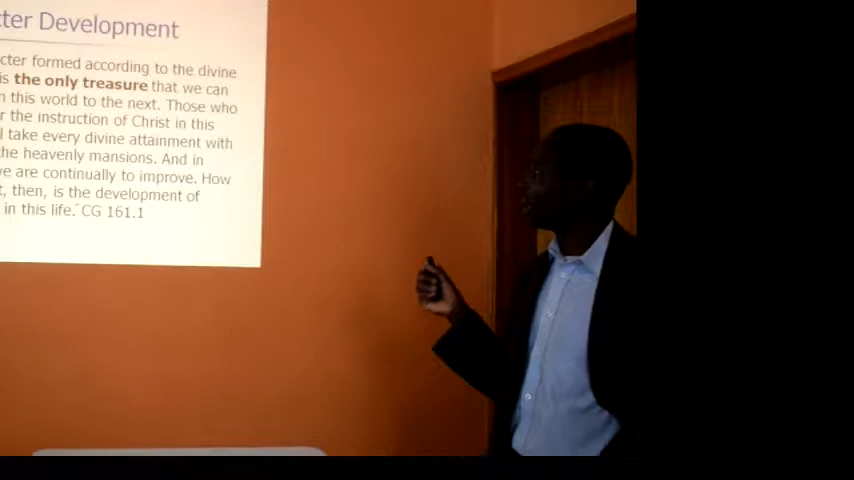 cter Development
cter formed according to the divine
is the only treasure that we can
n this world to the next. Those who
r the instruction of Christ in this
l take every divine attainment with
the heavenly mansions. And in
ve are continually to improve. How
t, then, is the development of
in this life.” CG 161.1